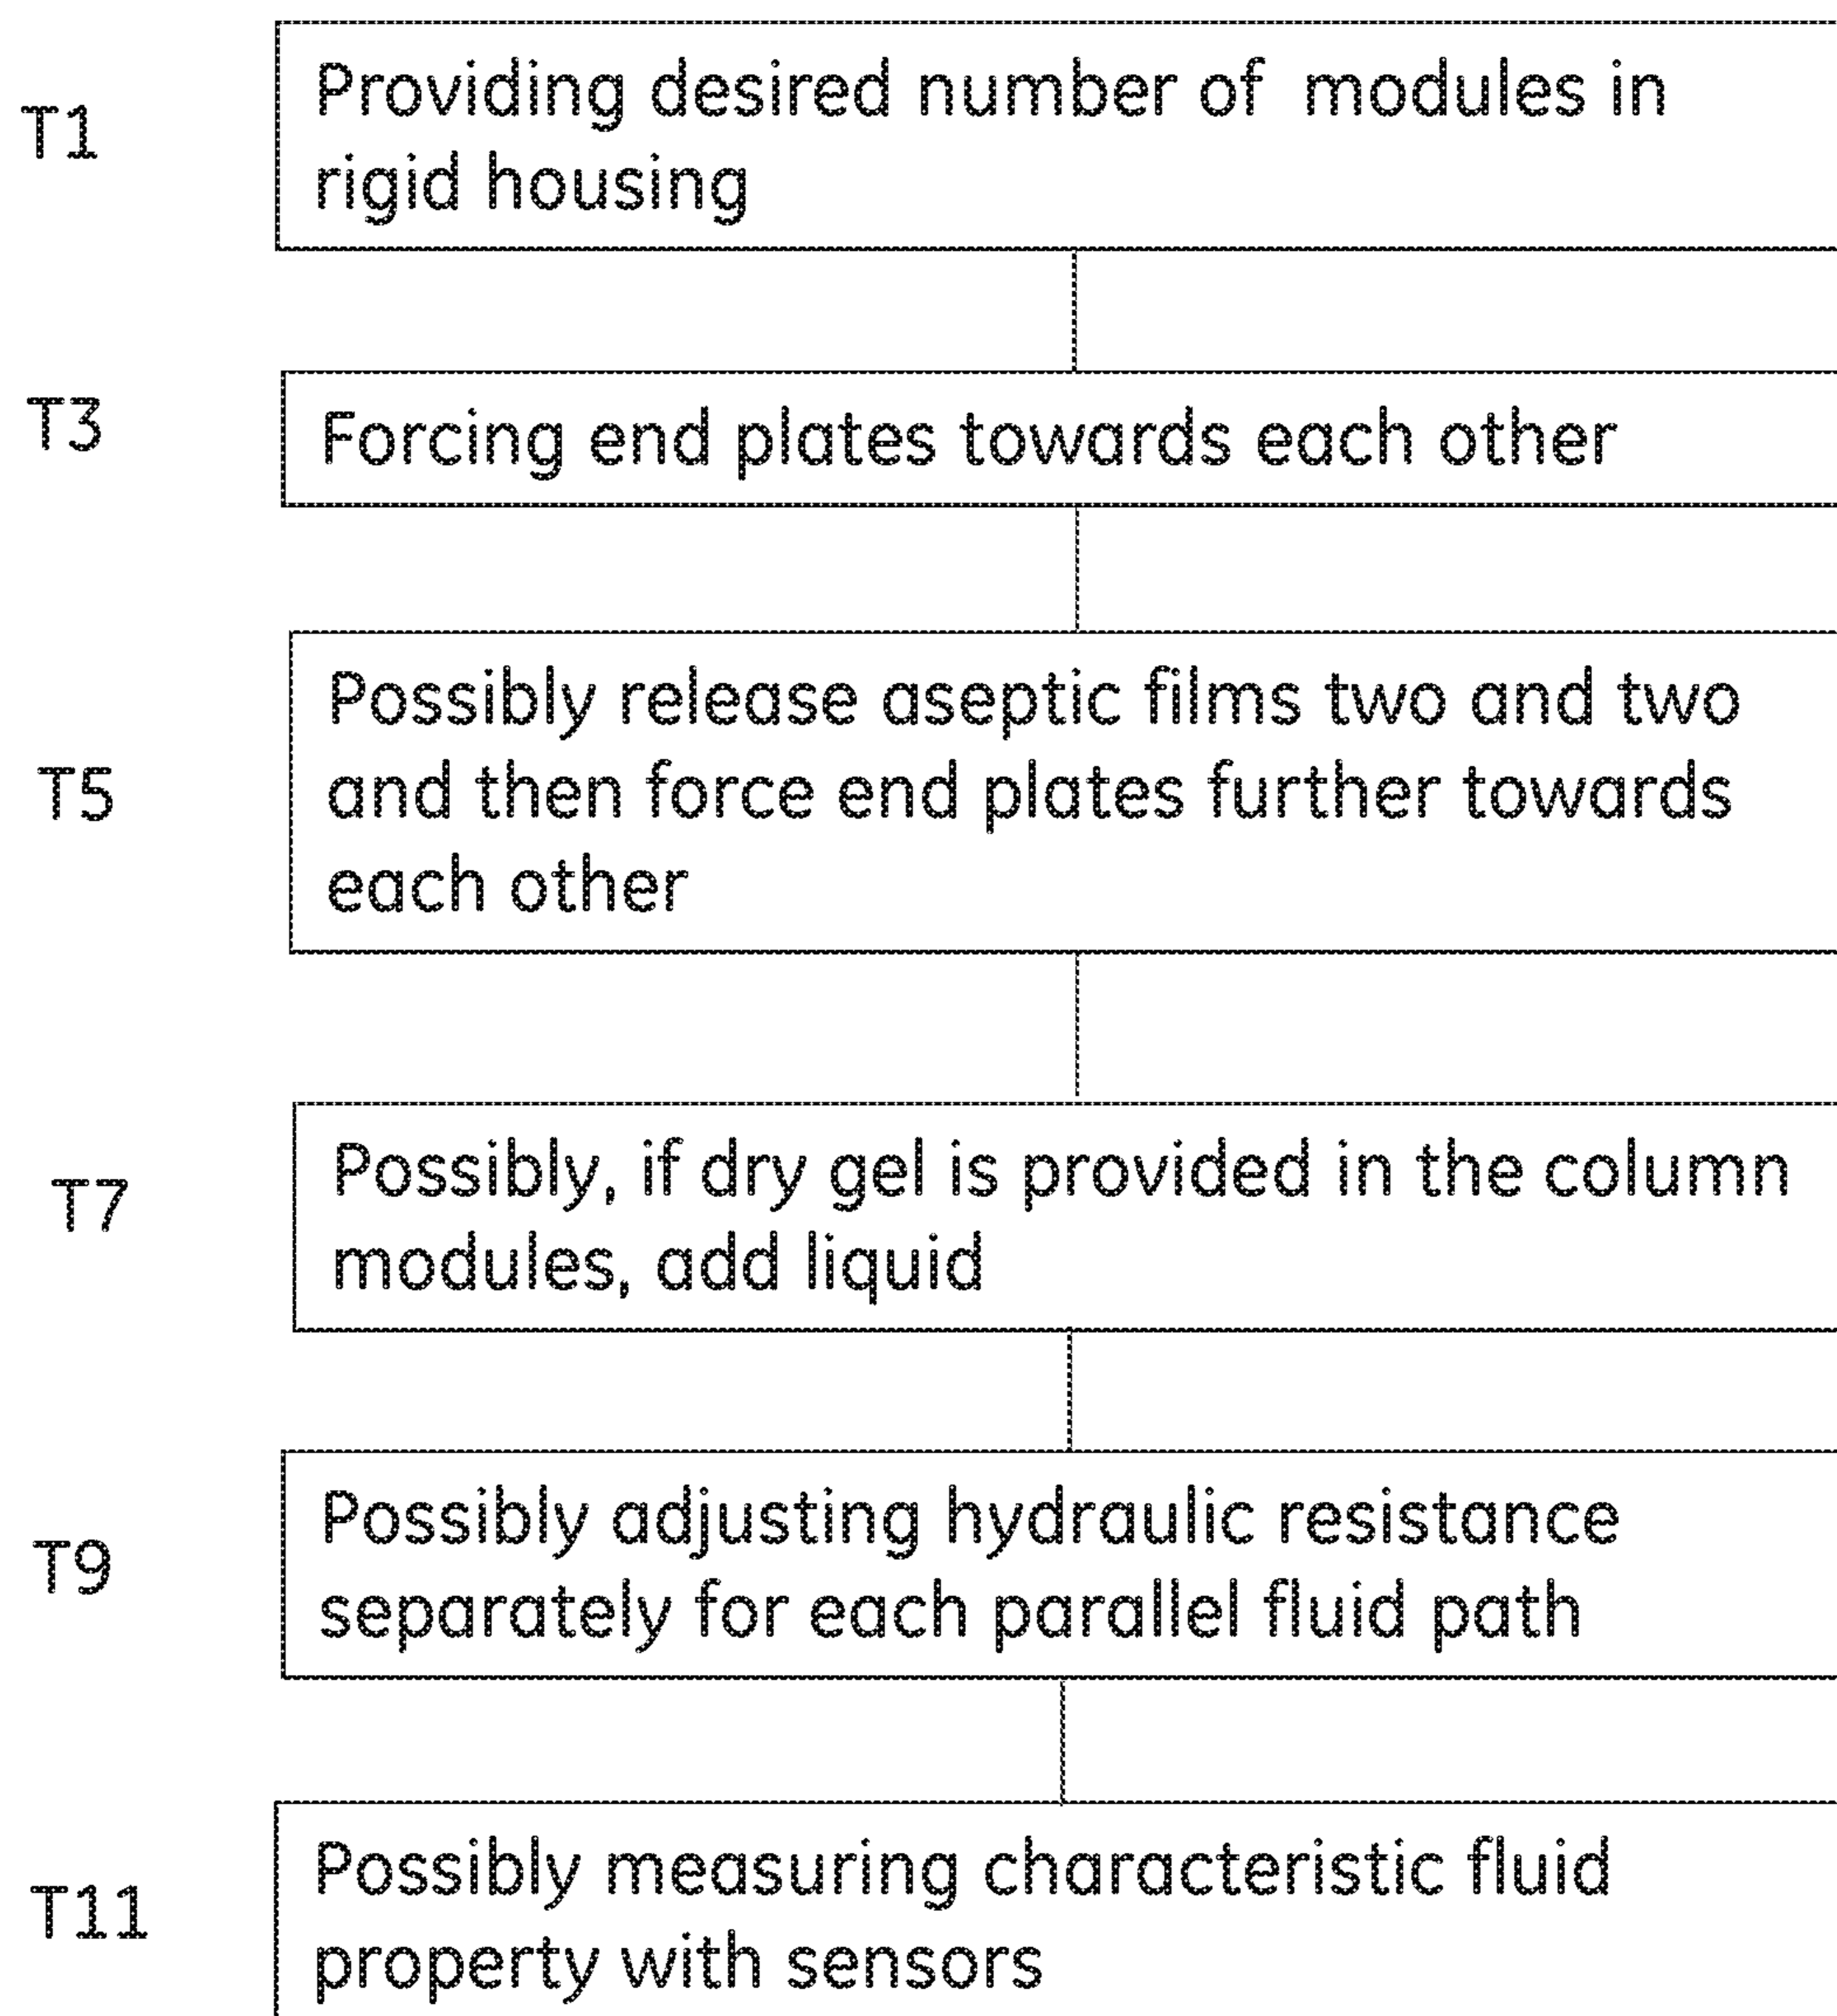 T1
Providing desired number of modules in
rigid housing
T3
Forcing end plates towards each other
T5
Possibly release aseptic films two and two
and then force end plates further towards
each other
T7
Possibly, if dry gel is provided in the column
modules, add liquid
T9
Possibly adjusting hydraulic resistance
separately for each parallel fluid path
T11
Possibly measuring characteristic fluid
property with sensors